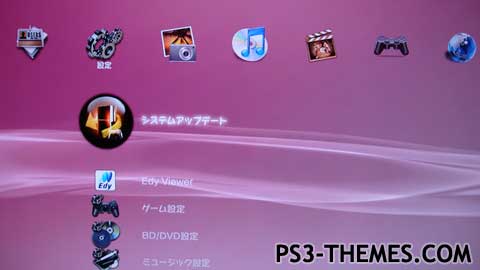 設定
システムアップデート
Edy
Edy Viewer
ゲーム設定
BD/DVD設定
ミュージック設定
PS3-THEMES.COM